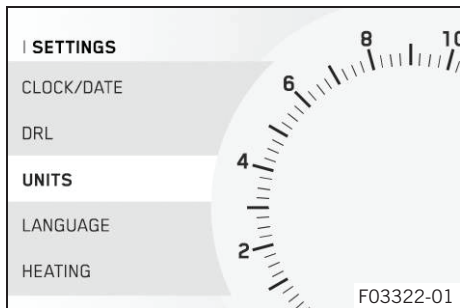 SETTINGS
CLOCK/DATE
DRL
UNITS
LANGUAGE
HEATING
2
4
6
8
10
F03322-01